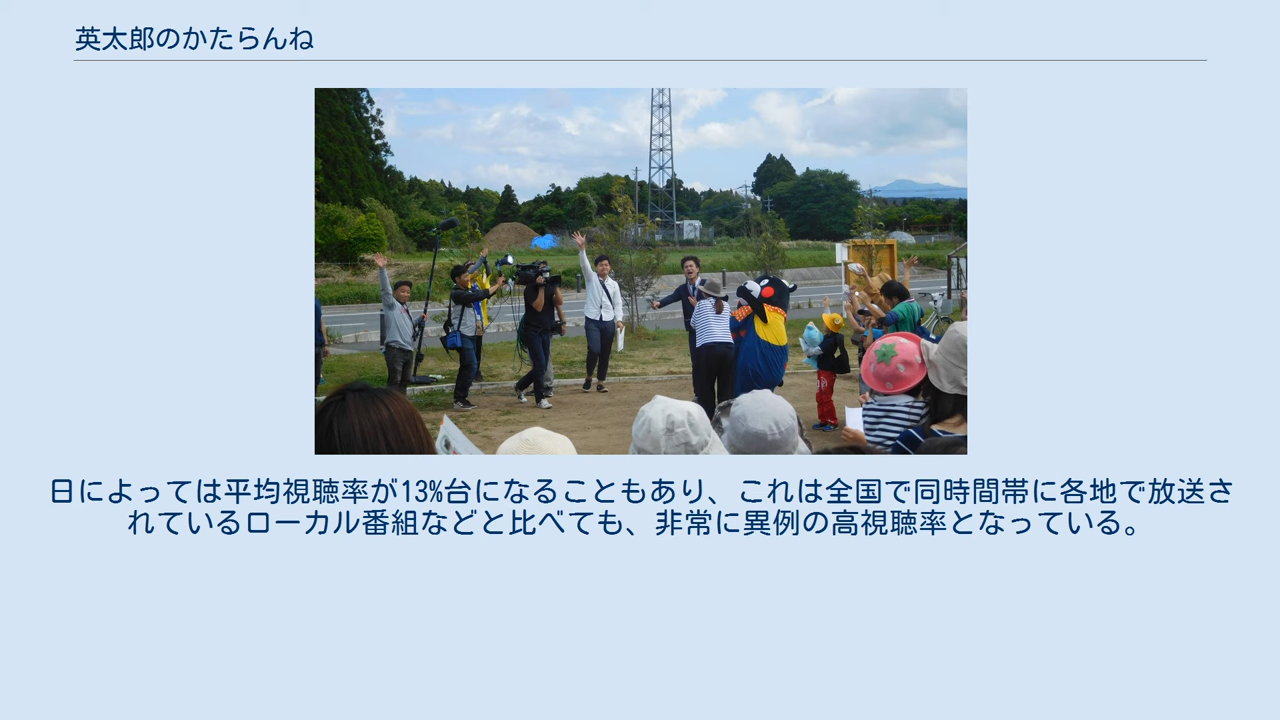 英太郎のかたらんね
日によっては平均視聴率が13%台になることもあり、これは全国で同時間帯に各地で放送さ
れているローカル番組などと比べても、非常に異例の高視聴率となっている。